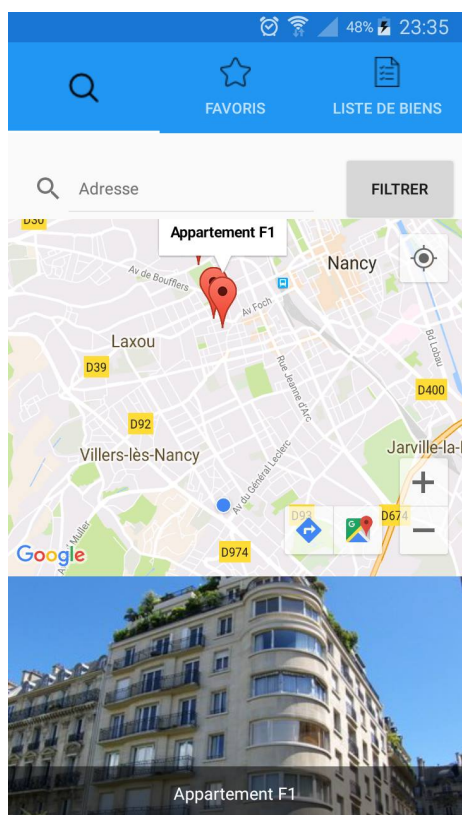 48% 23:35
FAVORIS
LISTE DE BIENS
Adresse
FILTRER
D30
Appartement F1
Nancy
Av de Boufflers
Av Foch
Laxou
Bd Lobau
D39
Rue Jeanne d'Arc
D400
D92
Villers-lès-Nancy
Jarville-la-
Av du Général Leclerc
D93
D674
Muller
Google
D974
Appartement F1